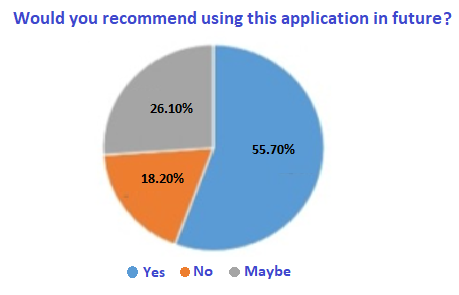 Would you recommend using this application in future?
26.10%
55.70%
18.20%
Yes No Maybe